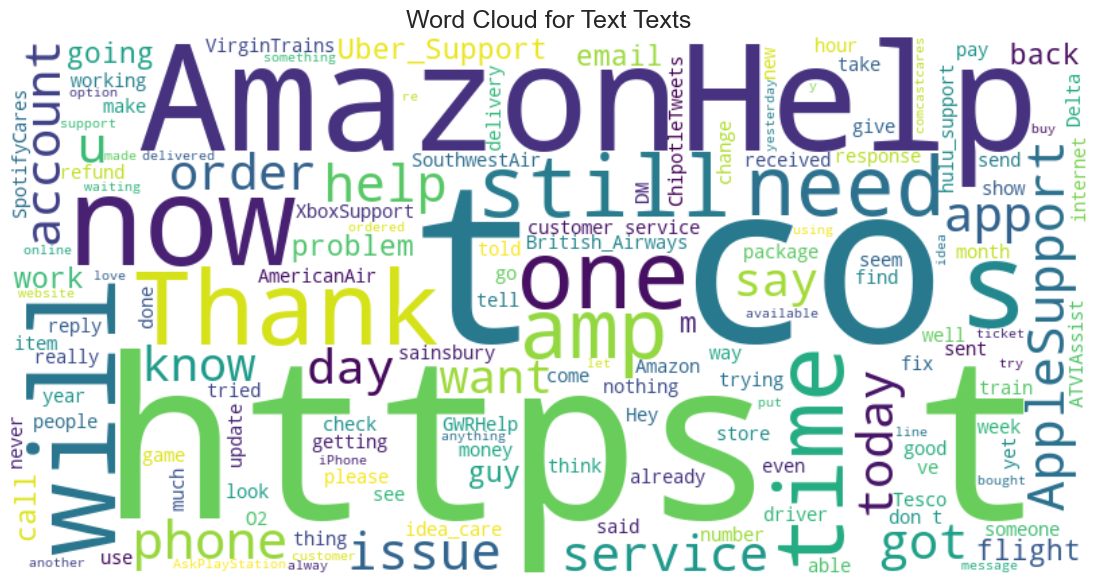 Word Cloud for Text Texts
VirginTrains
Uber_Support
email
hour
comcastcares
pay
back
going
something
AmazonHelp
new
take
working
option
re
delivery
ChipotleTweets
yesterday
y
give
hulu_support
buy
Delta
SpotifyCares
account
make
support
u
made
delivered
order
SouthwestAir
change
received
response
send
internet
refund
waiting
help
still
DM
need
show
now
XboxSupport
customer service
app
online
ordered
problem
t co
told
British_Airways
package
using
idea
month
work
love
AmericanAir
go
one
say
seem
find
s
Applesupport
website
Thank
done
tell
amp
m
available
well
ticket
will
reply
item
really
know
day
sainsbury
want
come
let
Amazon
way
nothing
trying
time
fix
sent
try
ATVIAssist
year
tried
https t
put
today
train
people
never
update
check
getting
GWRHelp
anything
money
Hey
store
line
good
week
yet
game
much
iPhone
please
guy
think
already
even
ve
bought
call
look
see
O2
idea_care
said
number
driver
Tesco
don t
someone
phone
thing
issue
service
got
flight
another
use
AskPlayStation
customer
alway
able
message